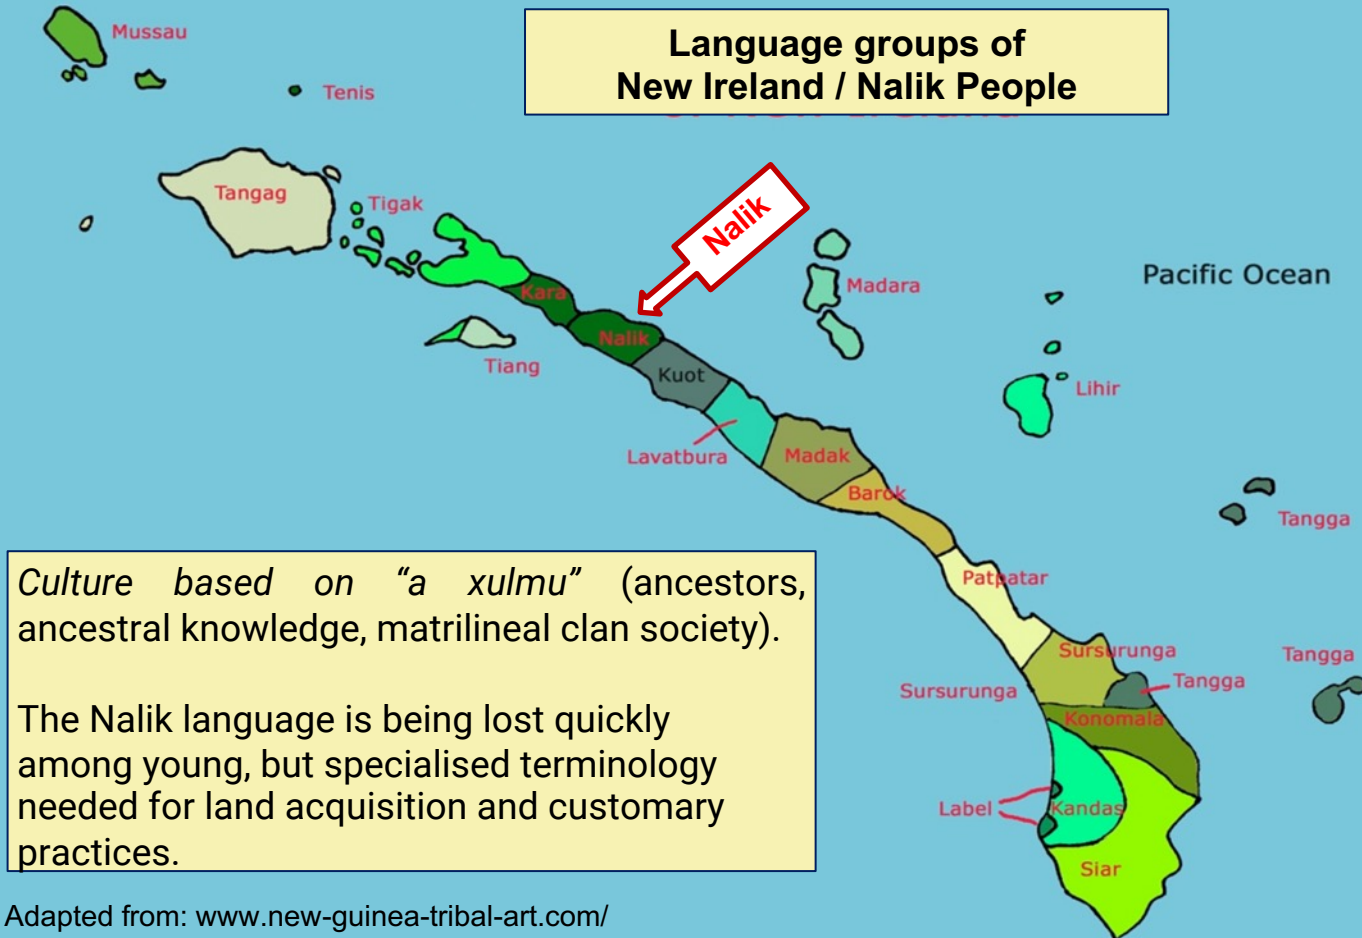 Language groups of
New Ireland / Nalik People
Mussau
Tenis
Tangag
Tigak
Nalik
Madara
Pacific Ocean
Kara
Nalik
Tiang
Kuot
Lihir
Lavatbura
Madak
Barok
Tangga
Patpatar
Sursurunga
Tangga
Sursurunga
Tangga
Konomala
Label
Kandas
Siar
Culture based on “a xulmu” (ancestors,
ancestral knowledge, matrilineal clan society).
The Nalik language is being lost quickly
among young, but specialised terminology
needed for land acquisition and customary
practices.
Adapted from: www.new-guinea-tribal-art.com/